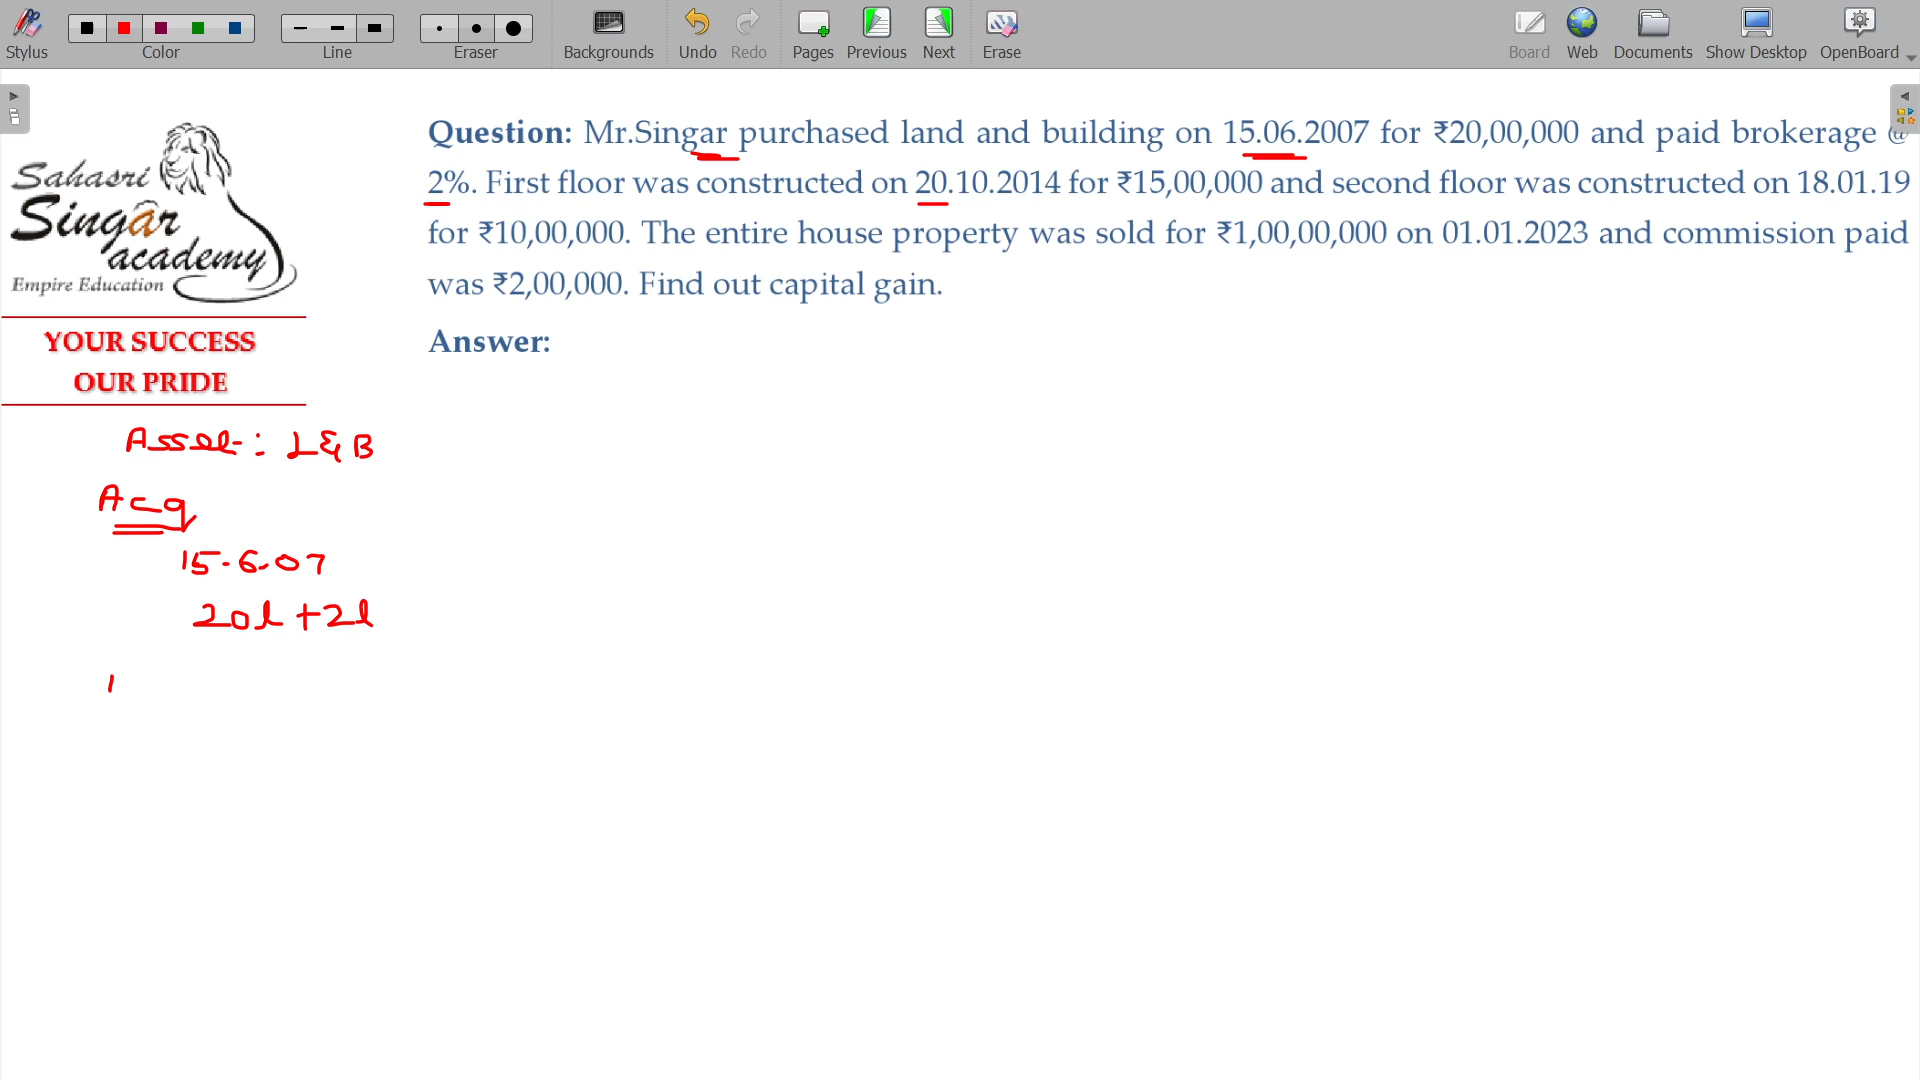 Stylus Color Line Eraser Backgrounds Undo Redo Pages Previous Next Erase Board Web Documents Show Desktop OpenBoard
Sahasri
Singar
academy
Empire Education
YOUR SUCCESS
OUR PRIDE
Question: Mr.Singar purchased land and building on 15.06.2007 for ₹20,00,000 and paid brokerage @
2%. First floor was constructed on 20.10.2014 for ₹15,00,000 and second floor was constructed on 18.01.19
for ₹10,00,000. The entire house property was sold for ₹1,00,00,000 on 01.01.2023 and commission paid
was ₹2,00,000. Find out capital gain.
Answer:
Asset : L & B
Acq
15.6.07
20l + 2l